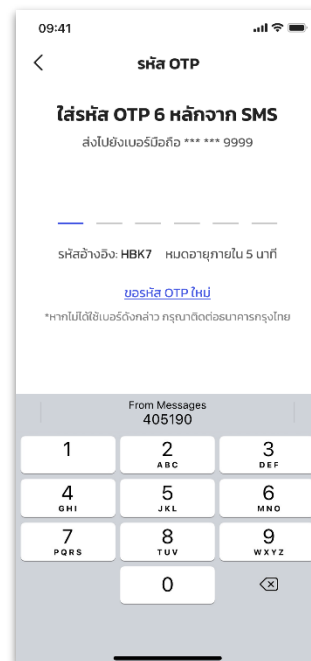 09:41
รหัส OTP
ใส่รหัส OTP 6 หลักจาก SMS
ส่งไปยังเบอร์มือถือ *** *** 9999
รหัสอ้างอิง: HBK7 หมดอายุภายใน 5 นาที
ขอรหัส OTP ใหม่
*หากไม่ได้ใช้เบอร์ดังกล่าว กรุณาติดต่อธนาคารกรุงไทย
From Messages
405190
1 2 3
ABC DEF
4 5 6
GHI JKL MNO
7 8 9
PQRS TUV WXYZ
0